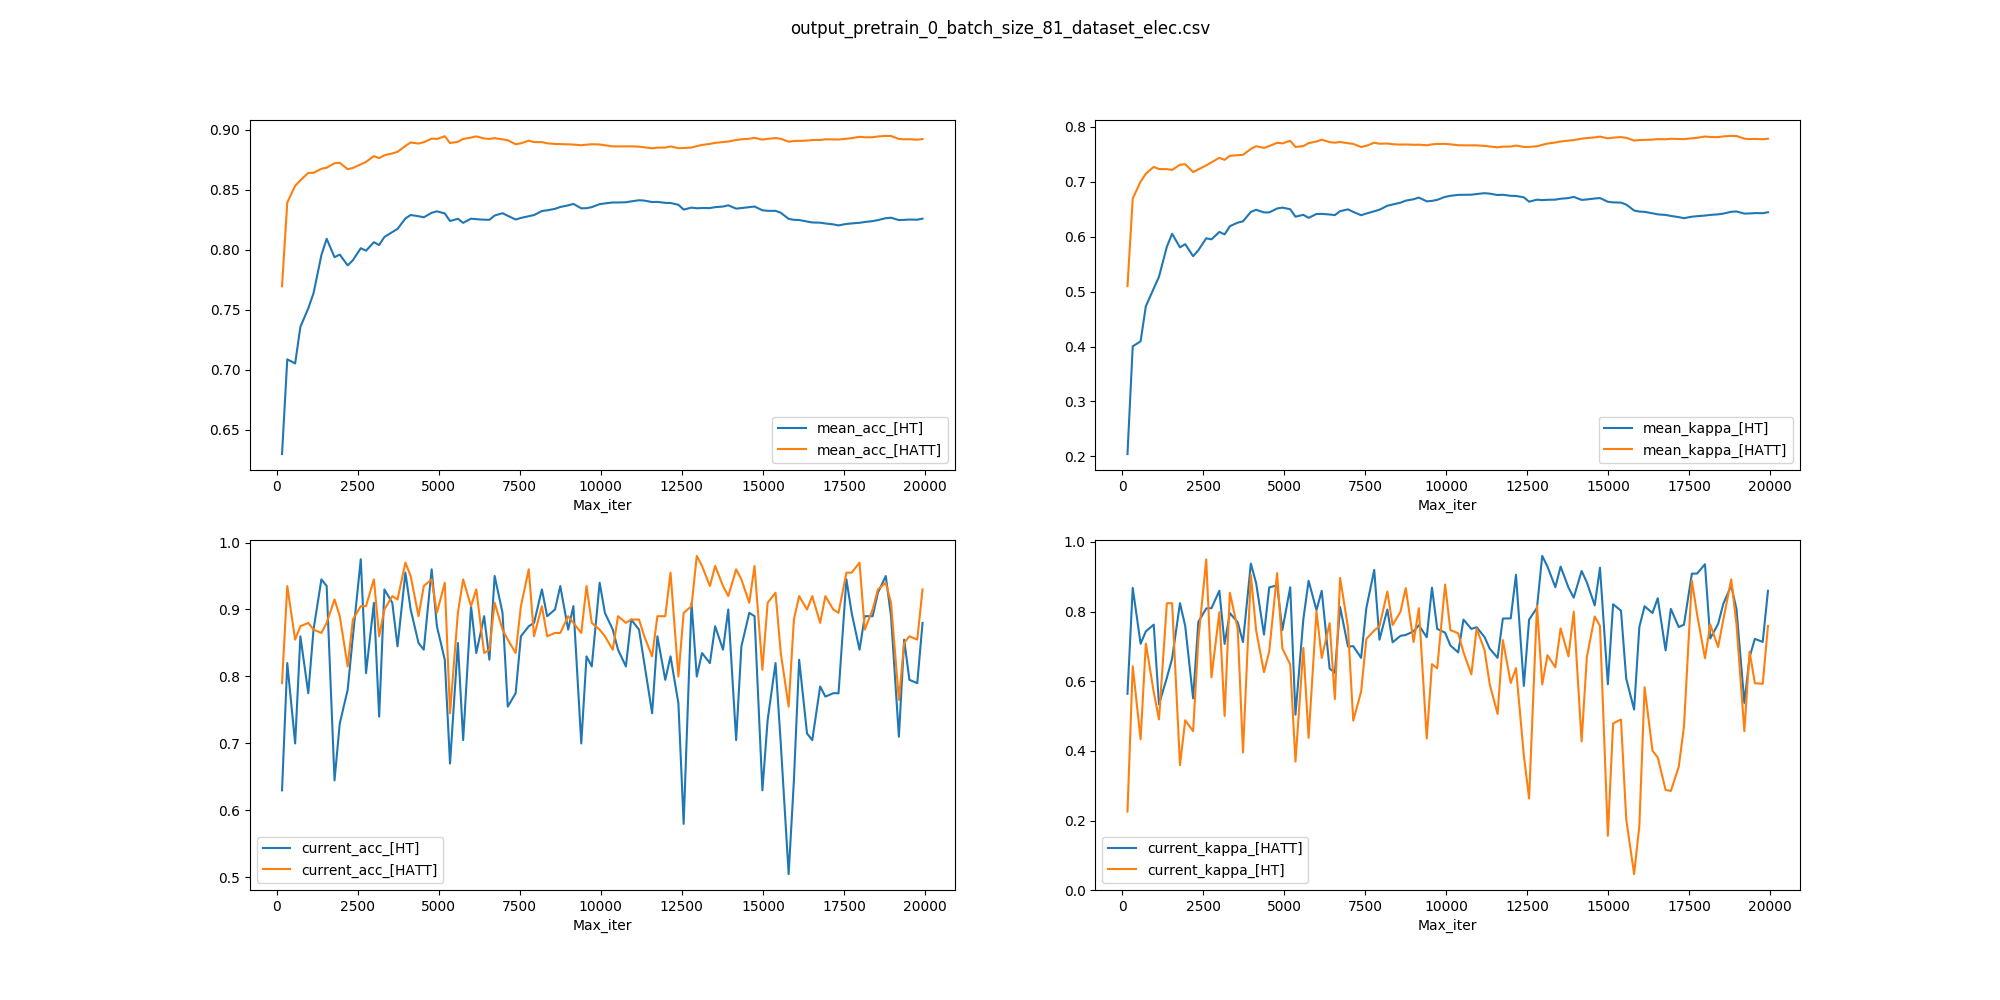 output_pretrain_0_batch_size_81_dataset_elec.csv
0.90
0.85
0.80
0.75
0.70
0.65
mean_acc_[HT]
mean_acc_[HATT]
0 2500 5000 7500 10000 12500 15000 17500 20000
Max_iter
0.8
0.7
0.6
0.5
0.4
0.3
0.2
mean_kappa_[HT]
mean_kappa_[HATT]
0 2500 5000 7500 10000 12500 15000 17500 20000
Max_iter
1.0
0.9
0.8
0.7
0.6
0.5
current_acc_[HT]
current_acc_[HATT]
0 2500 5000 7500 10000 12500 15000 17500 20000
Max_iter
1.0
0.8
0.6
0.4
0.2
0.0
current_kappa_[HATT]
current_kappa_[HT]
0 2500 5000 7500 10000 12500 15000 17500 20000
Max_iter